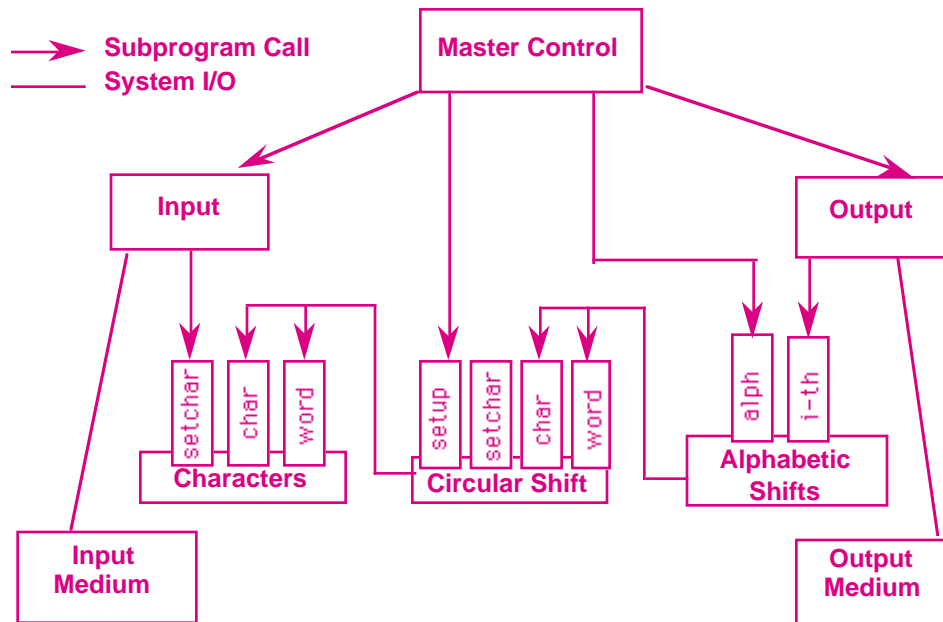 Subprogram Call
System I/O
Master Control
Input
Output
setchar
char
word
Characters
setup
setchar
char
word
Circular Shift
alph
i-th
Alphabetic
Shifts
Input
Medium
Output
Medium